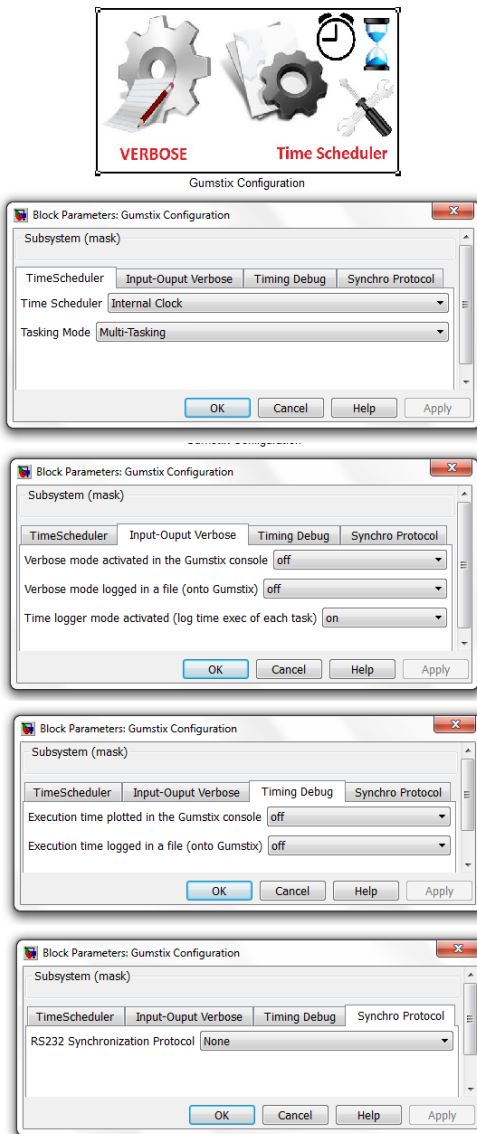 VERBOSE Time Scheduler
Gumstix Configuration
Block Parameters: Gumstix Configuration
Subsystem (mask)
TimeScheduler Input-Ouput Verbose Timing Debug Synchro Protocol
Time Scheduler Internal Clock
Tasking Mode Multi-Tasking
OK Cancel Help Apply
Block Parameters: Gumstix Configuration
Subsystem (mask)
TimeScheduler Input-Ouput Verbose Timing Debug Synchro Protocol
Verbose mode activated in the Gumstix console off
Verbose mode logged in a file (onto Gumstix) off
Time logger mode activated (log time exec of each task) on
OK Cancel Help Apply
Block Parameters: Gumstix Configuration
Subsystem (mask)
TimeScheduler Input-Ouput Verbose Timing Debug Synchro Protocol
Execution time plotted in the Gumstix console off
Execution time logged in a file (onto Gumstix) off
OK Cancel Help Apply
Block Parameters: Gumstix Configuration
Subsystem (mask)
TimeScheduler Input-Ouput Verbose Timing Debug Synchro Protocol
RS232 Synchronization Protocol None
OK Cancel Help Apply